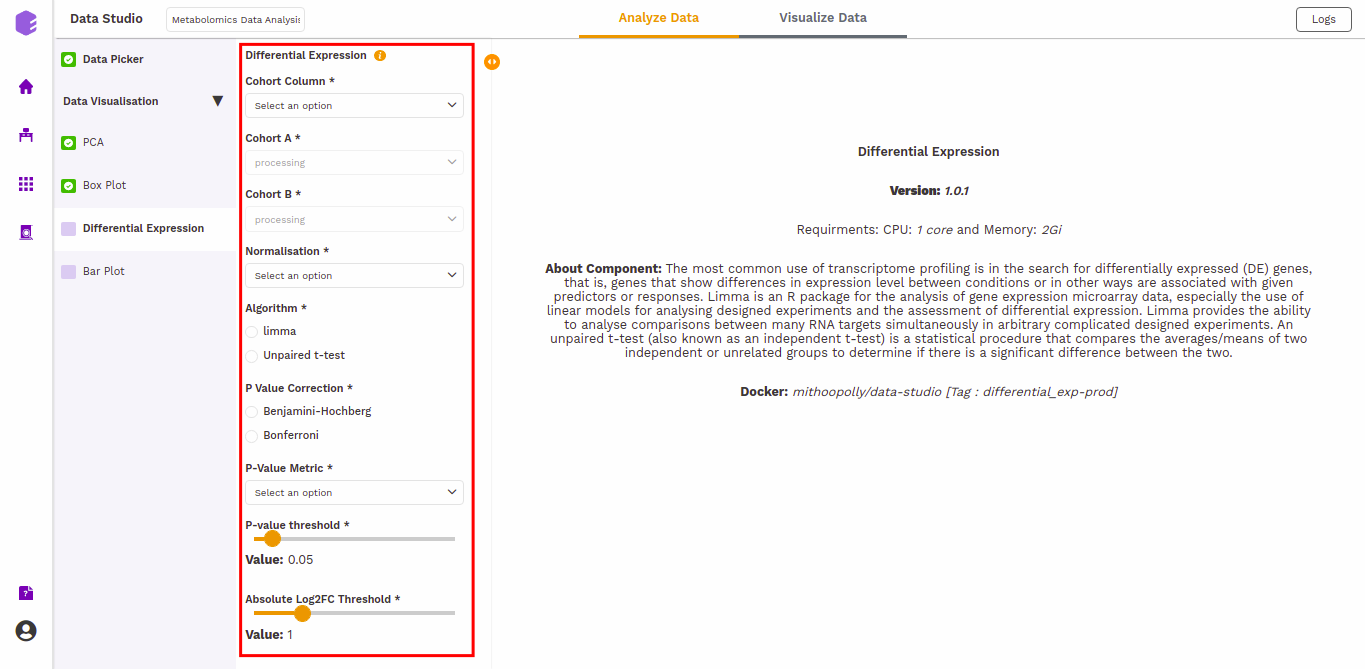 Data Studio
Metabolomics Data Analysis
Analyze Data
Visualize Data
Logs
Data Picker
Data Visualisation
PCA
Box Plot
Differential Expression
Bar Plot
Differential Expression
Cohort Column *
Select an option
Cohort A *
processing
Cohort B *
processing
Normalisation *
Select an option
Algorithm *
limma
Unpaired t-test
P Value Correction *
Benjamini-Hochberg
Bonferroni
P-Value Metric *
Select an option
P-value threshold *
Value: 0.05
Absolute Log2FC Threshold *
Value: 1
Differential Expression
Version: 1.0.1
Requirments: CPU: 1 core and Memory: 2Gi
About Component: The most common use of transcriptome profiling is in the search for differentially expressed (DE) genes,
that is, genes that show differences in expression level between conditions or in other ways are associated with given
predictors or responses. Limma is an R package for the analysis of gene expression microarray data, especially the use of
linear models for analysing designed experiments and the assessment of differential expression. Limma provides the ability
to analyse comparisons between many RNA targets simultaneously in arbitrary complicated designed experiments. An
unpaired t-test (also known as an independent t-test) is a statistical procedure that compares the averages/means of two
independent or unrelated groups to determine if there is a significant difference between the two.
Docker: mithoopolly/data-studio [Tag : differential_exp-prod]